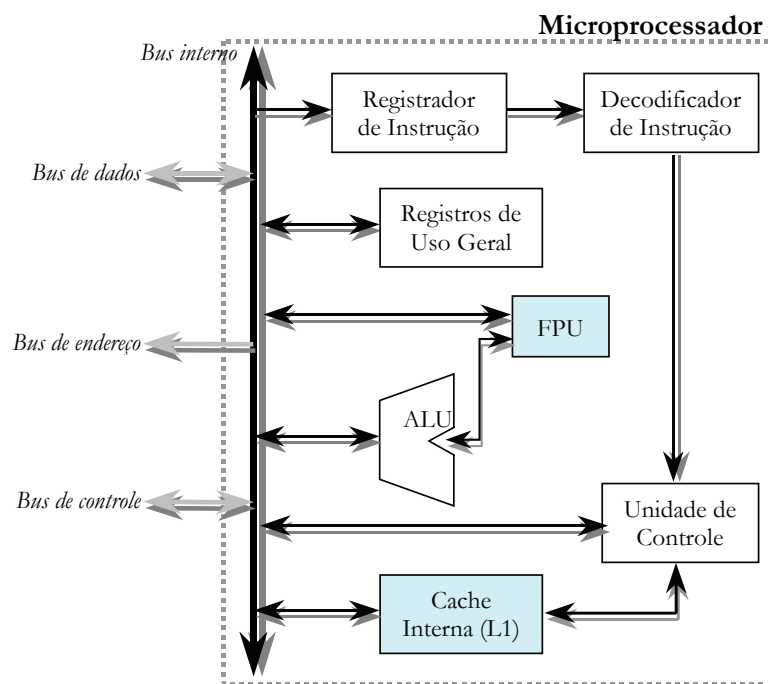 Microprocessador
Bus interno
Registrador
de Instrução
Decodificador
de Instrução
Bus de dados
Registros de
Uso Geral
FPU
Bus de endereço
ALU
Bus de controle
Unidade de
Controle
Cache
Interna (L1)